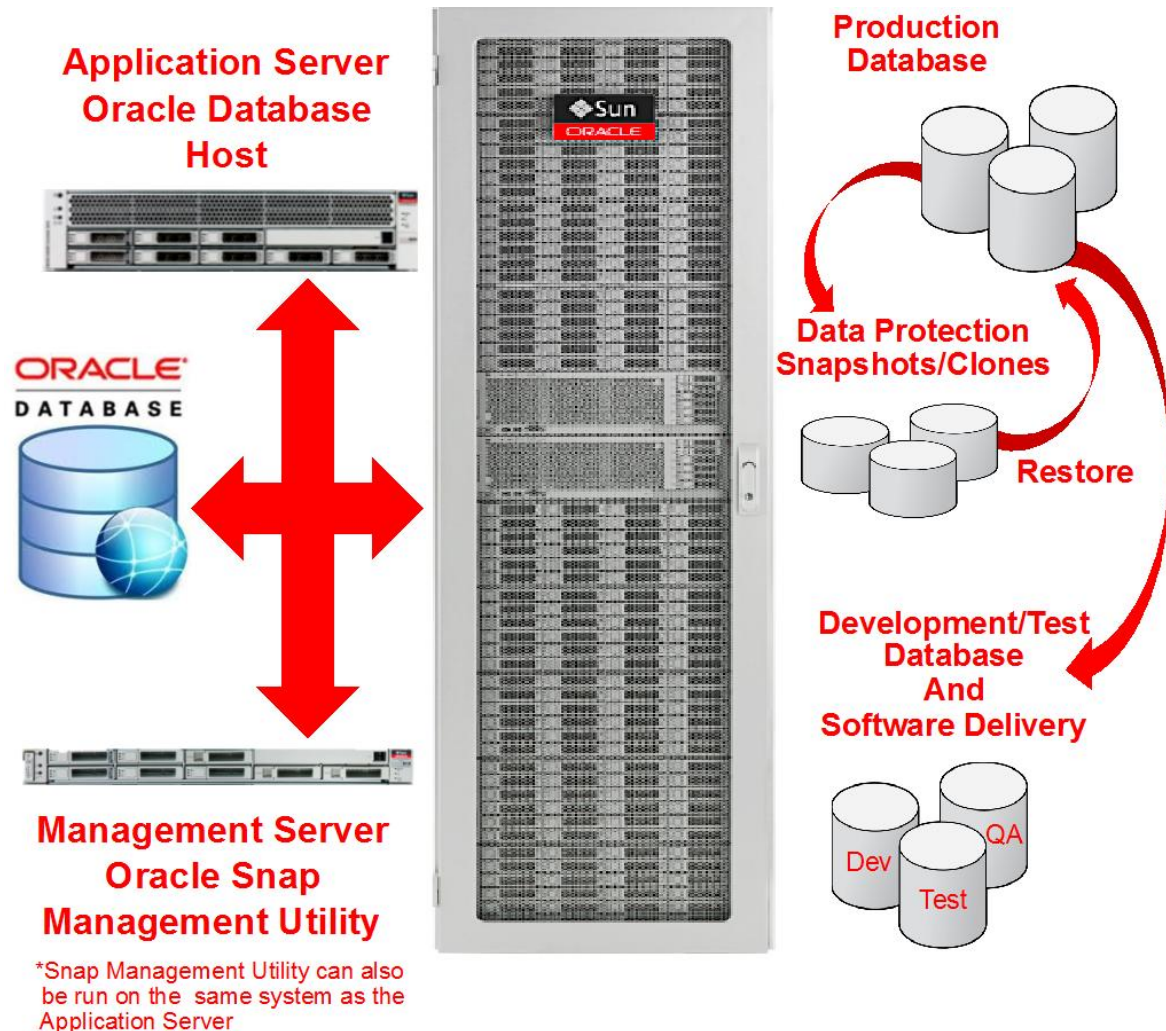 Application Server
Oracle Database
Host
ORACLE
DATABASE
Management Server
Oracle Snap
Management Utility
*Snap Management Utility can also
be run on the same system as the
Application Server
Sun
ORACLE
Production
Database
Data Protection
Snapshots/Clones
Restore
Development/Test
Database
And
Software Delivery
Dev
QA
Test